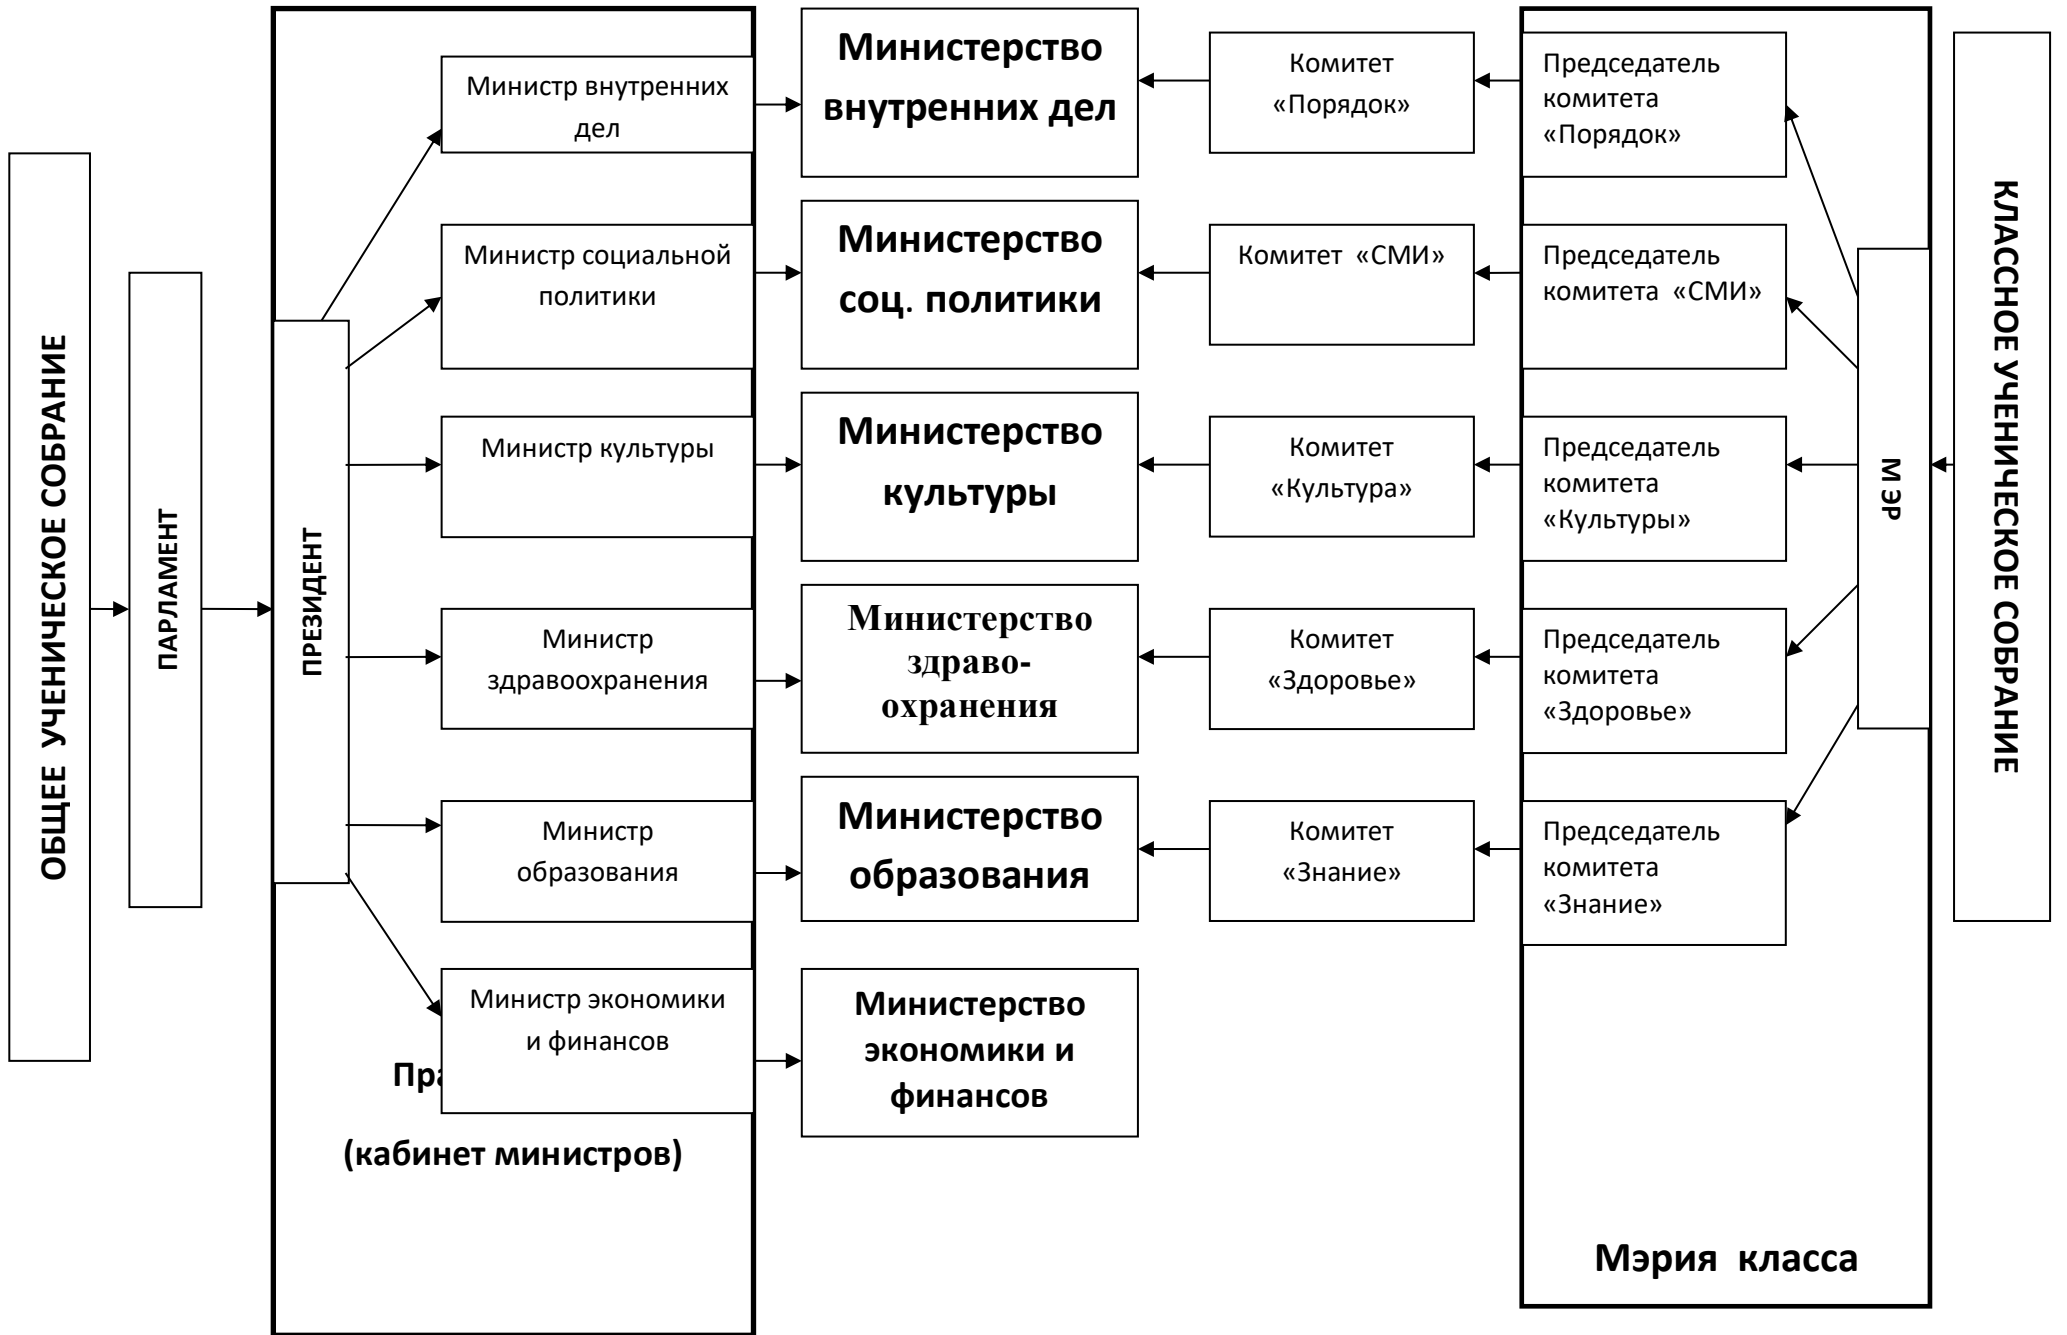 ОБЩЕЕ УЧЕНИЧЕСКОЕ СОБРАНИЕ
ПАРЛАМЕНТ
ПРЕЗИДЕНТ
Министр внутренних
дел
Министр социальной
политики
Министр культуры
Министр
здравоохранения
Министр
образования
Министр экономики
и финансов
(кабинет министров)
Министерство
внутренних дел
Министерство
соц. политики
Министерство
культуры
Министерство
здраво-
охранения
Министерство
образования
Министерство
экономики и
финансов
Комитет
«Порядок»
Комитет «СМИ»
Комитет
«Культура»
Комитет
«Здоровье»
Комитет
«Знание»
Председатель
комитета
«Порядок»
Председатель
комитета «СМИ»
Председатель
комитета
«Культуры»
Председатель
комитета
«Здоровье»
Председатель
комитета
«Знание»
Мэрия класса
М ЭР
КЛАССНОЕ УЧЕНИЧЕСКОЕ СОБРАНИЕ